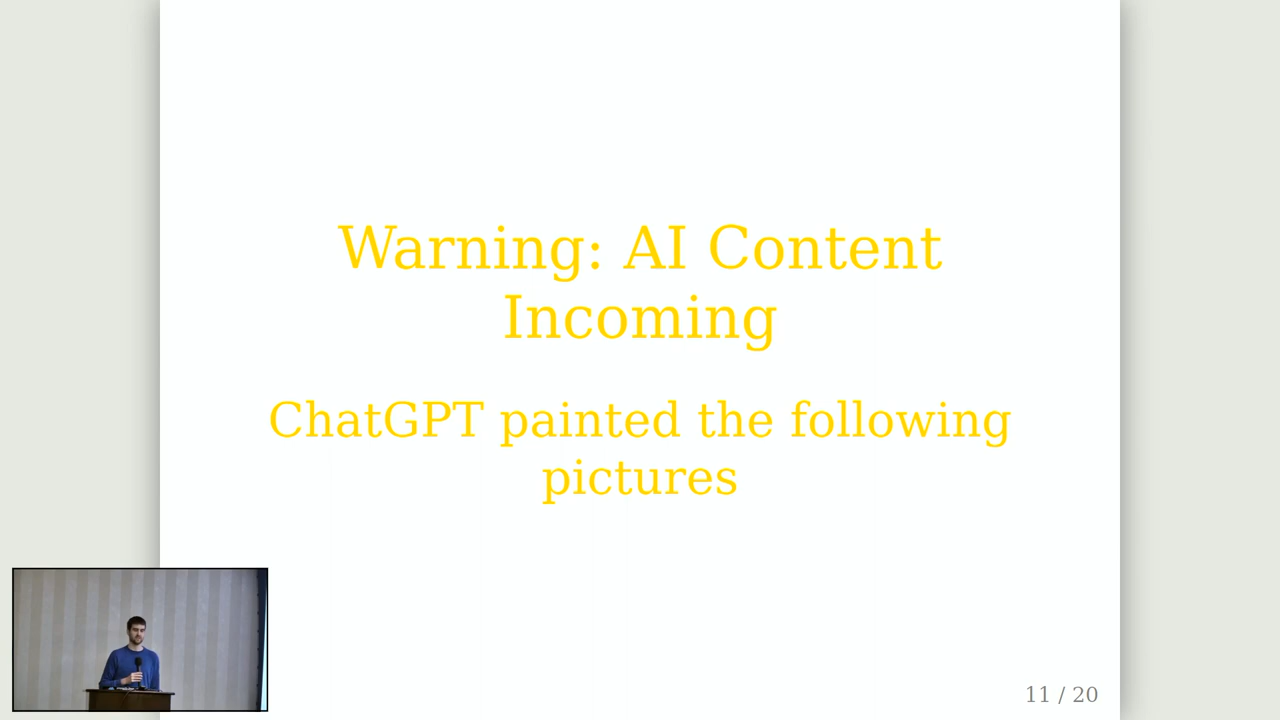 Warning: AI Content
Incoming
ChatGPT painted the following
pictures
11 / 20